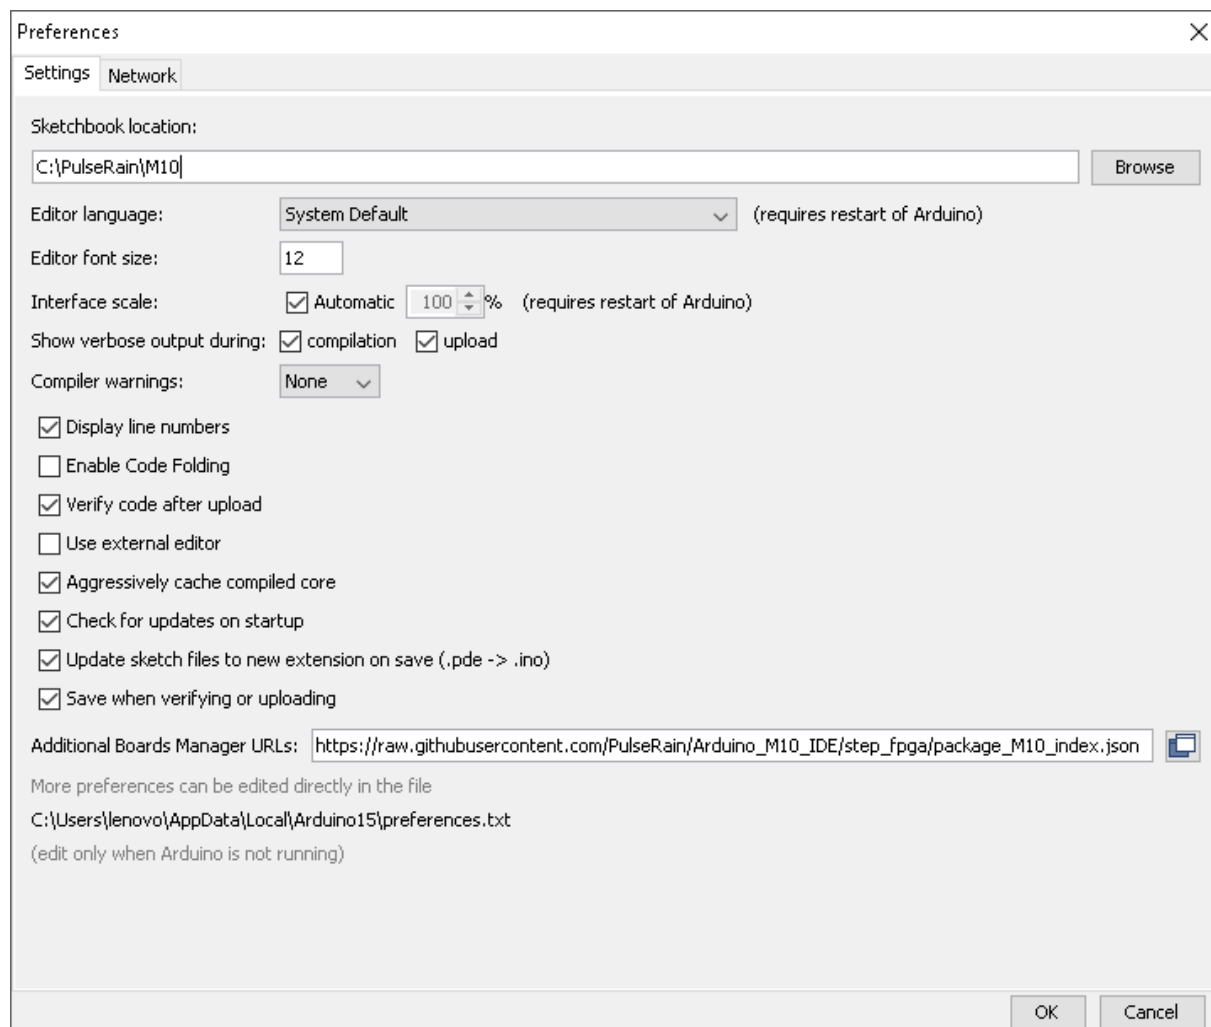 Preferences
Settings Network
Sketchbook location:
C:\PulseRain\M10 Browse
Editor language: System Default (requires restart of Arduino)
Editor font size: 12
Interface scale: Automatic 100 % (requires restart of Arduino)
Show verbose output during: compilation upload
Compiler warnings: None
Display line numbers
Enable Code Folding
Verify code after upload
Use external editor
Aggressively cache compiled core
Check for updates on startup
Update sketch files to new extension on save (.pde -> .ino)
Save when verifying or uploading
Additional Boards Manager URLs: https://raw.githubusercontent.com/PulseRain/Arduino_M10_IDE/step_fpga/package_M10_index.json
More preferences can be edited directly in the file
C:\Users\lenovo\AppData\Local\Arduino15\preferences.txt
(edit only when Arduino is not running)
OK Cancel